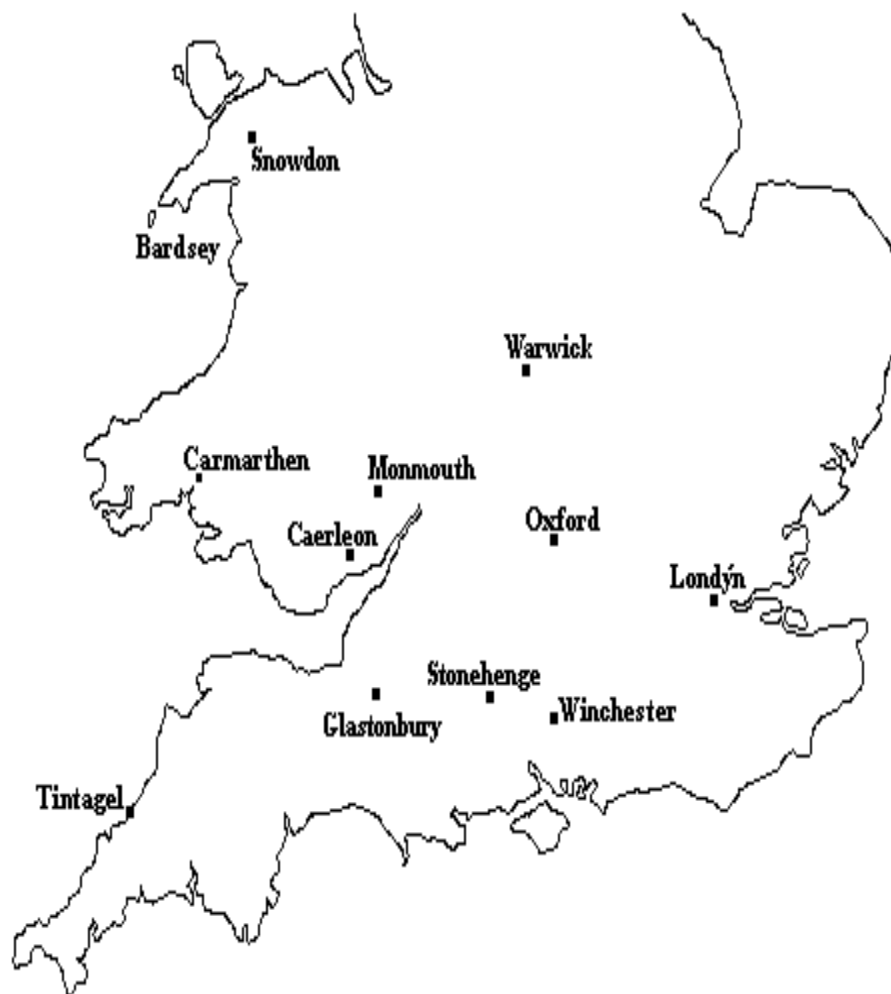 Snowdon
Bardsey
Warwick
Carmarthen
Monmouth
Oxford
Caerleon
Londýn
Stonehenge
Glastonbury
Winchester
Tintagel